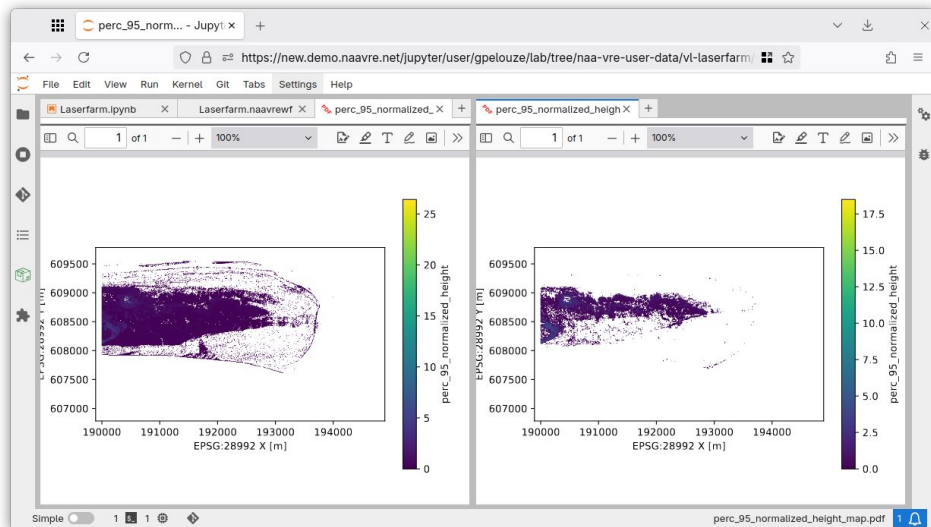 perc_95_norm... - Jupyt
https://new.demo.naavre.net/jupyter/user/gpelouze/lab/tree/naa-vre-user-data/vl-laserfarm/
File Edit View Run Kernel Git Tabs Settings Help
Laserfarm.ipynb
Laserfarm.naavrewf
perc_95_normalized_
perc_95_normalized_heigh
1 of 1
100%
1 of 1
100%
609500
609000
608500
608000
607500
607000
190000 191000 192000 193000 194000
EPSG:28992 X [m]
EPSG:28992 Y [m]
25
20
15
10
5
0
perc_95_normalized_height
609500
609000
608500
608000
607500
607000
190000 191000 192000 193000 194000
EPSG:28992 X [m]
EPSG:28992 Y [m]
17.5
15.0
12.5
10.0
7.5
5.0
2.5
0.0
perc_95_normalized_height
Simple 1 1 perc_95_normalized_height_map.pdf 1